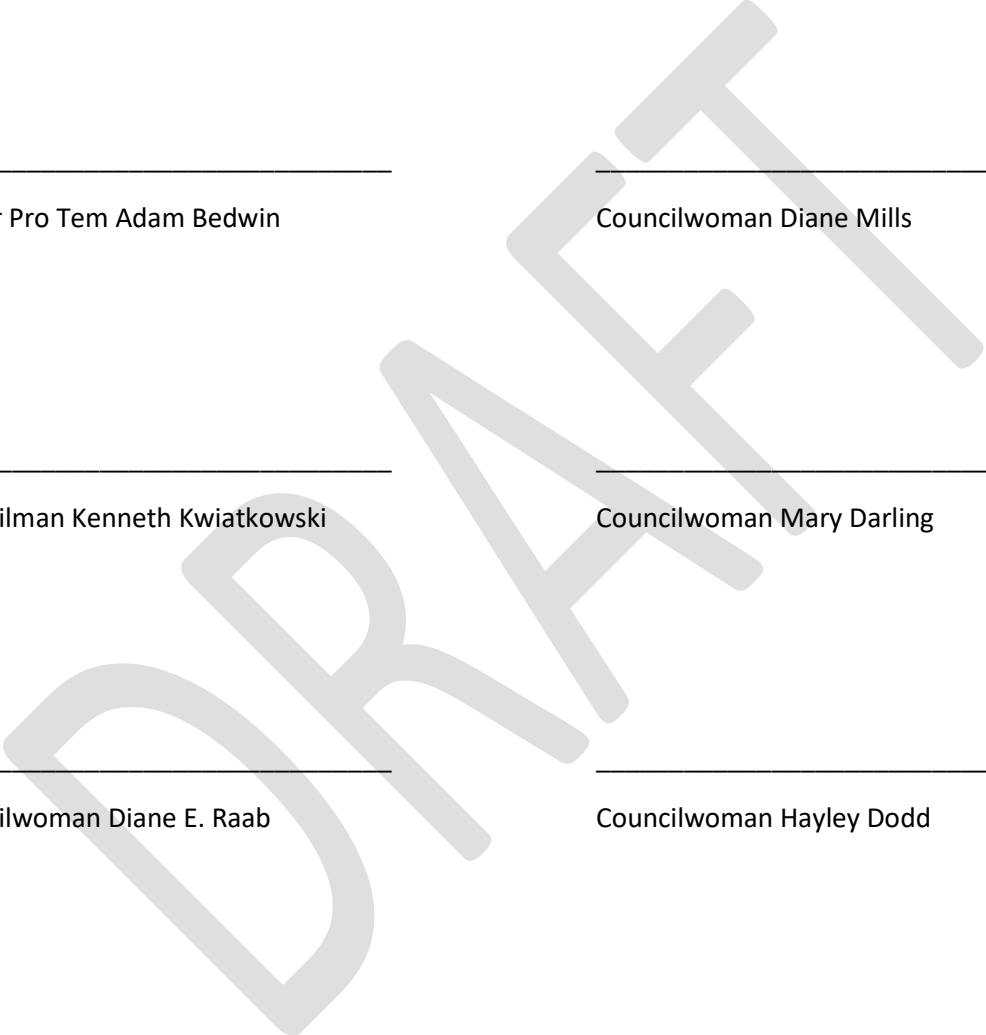 r Pro Tem Adam Bedwin
Councilwoman Diane Mills
ilman Kenneth Kwiatkowski
Councilwoman Mary Darling
ilwoman Diane E. Raab
Councilwoman Hayley Dodd
DRAFT